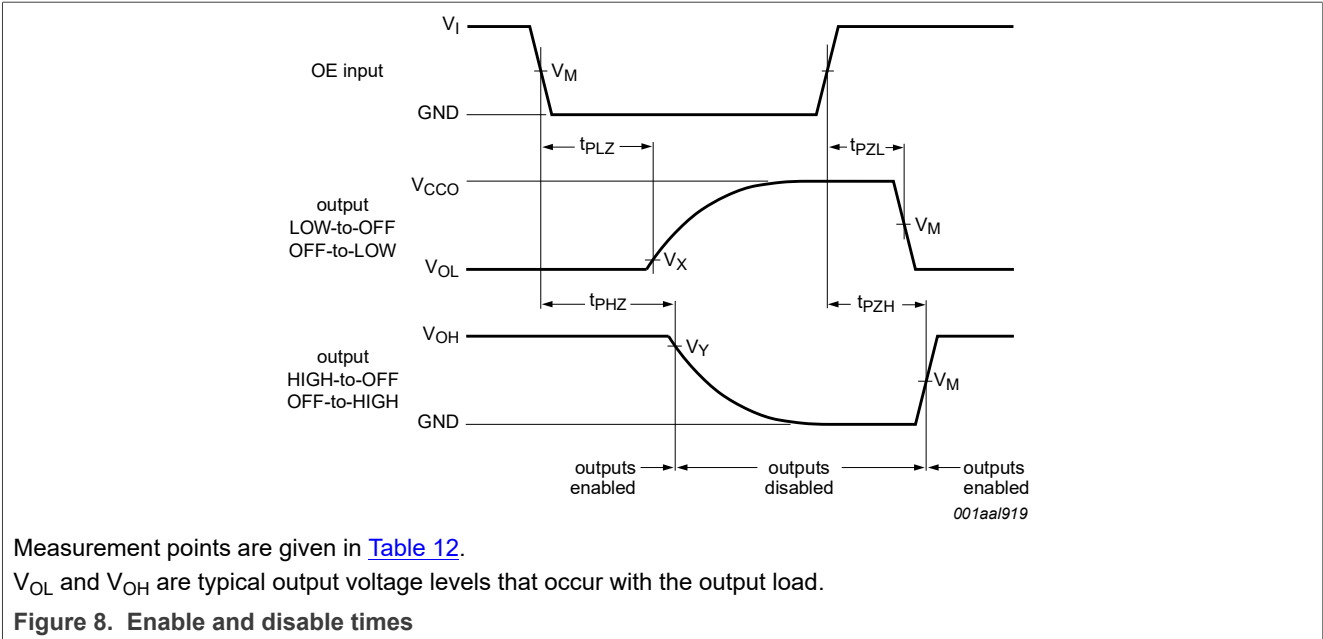 V_I
OE input
V_M
GND
t_PLZ
t_PZL
V_CCO
output
LOW-to-OFF
OFF-to-LOW
V_M
V_X
V_OL
t_PHZ
t_PZH
V_OH
output
HIGH-to-OFF
OFF-to-HIGH
V_Y
V_M
GND
outputs
enabled
outputs
disabled
outputs
enabled
001aal919
Measurement points are given in Table 12.
V_OL and V_OH are typical output voltage levels that occur with the output load.
Figure 8. Enable and disable times